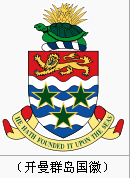 HE HATH FOUNDED IT UPON THE SEAS
（开曼群岛国徽）